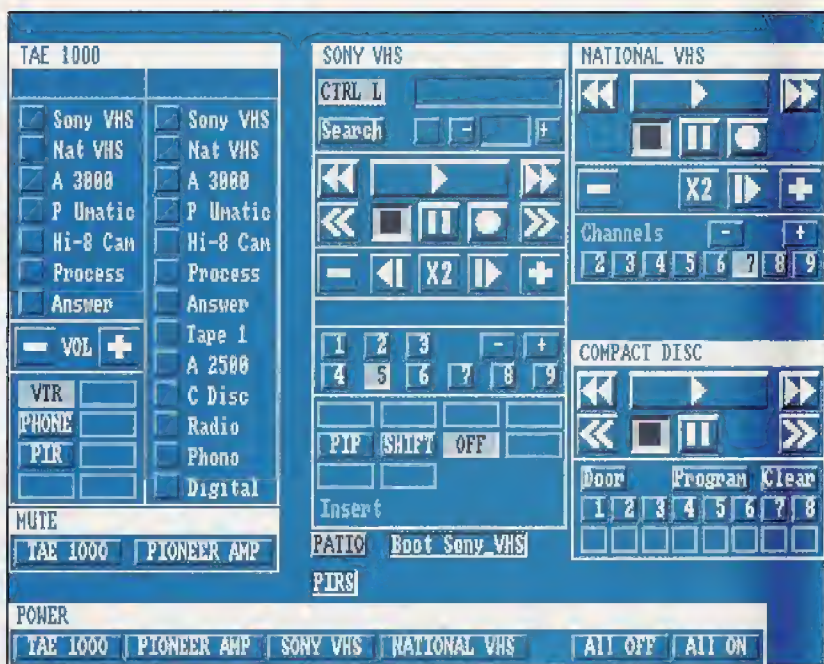 TAE 1000
Sony VHS
Nat VHS
A 3000
P Umatic
Hi-8 Cam
Process
Answer
- VOL +
VTR
PHONE
PIR
Sony VHS
Nat VHS
A 3000
P Umatic
Hi-8 Cam
Process
Answer
Tape 1
A 2500
C Disc
Radio
Phono
Digital
MUTE
TAE 1000 PIONEER AMP
SONY VHS
CTRL L
Search - +
- X2 +
1 2 3 - +
4 5 6 7 8 9
PIP SHIFT OFF
Insert
PATIO Boot Sony_VHS
PIRS
NATIONAL VHS
- X2 +
Channels - +
2 3 4 5 6 7 8 9
COMPACT DISC
Door Program Clear
1 2 3 4 5 6 7 8
POWER
TAE 1000 PIONEER AMP SONY VHS NATIONAL VHS All OFF All ON